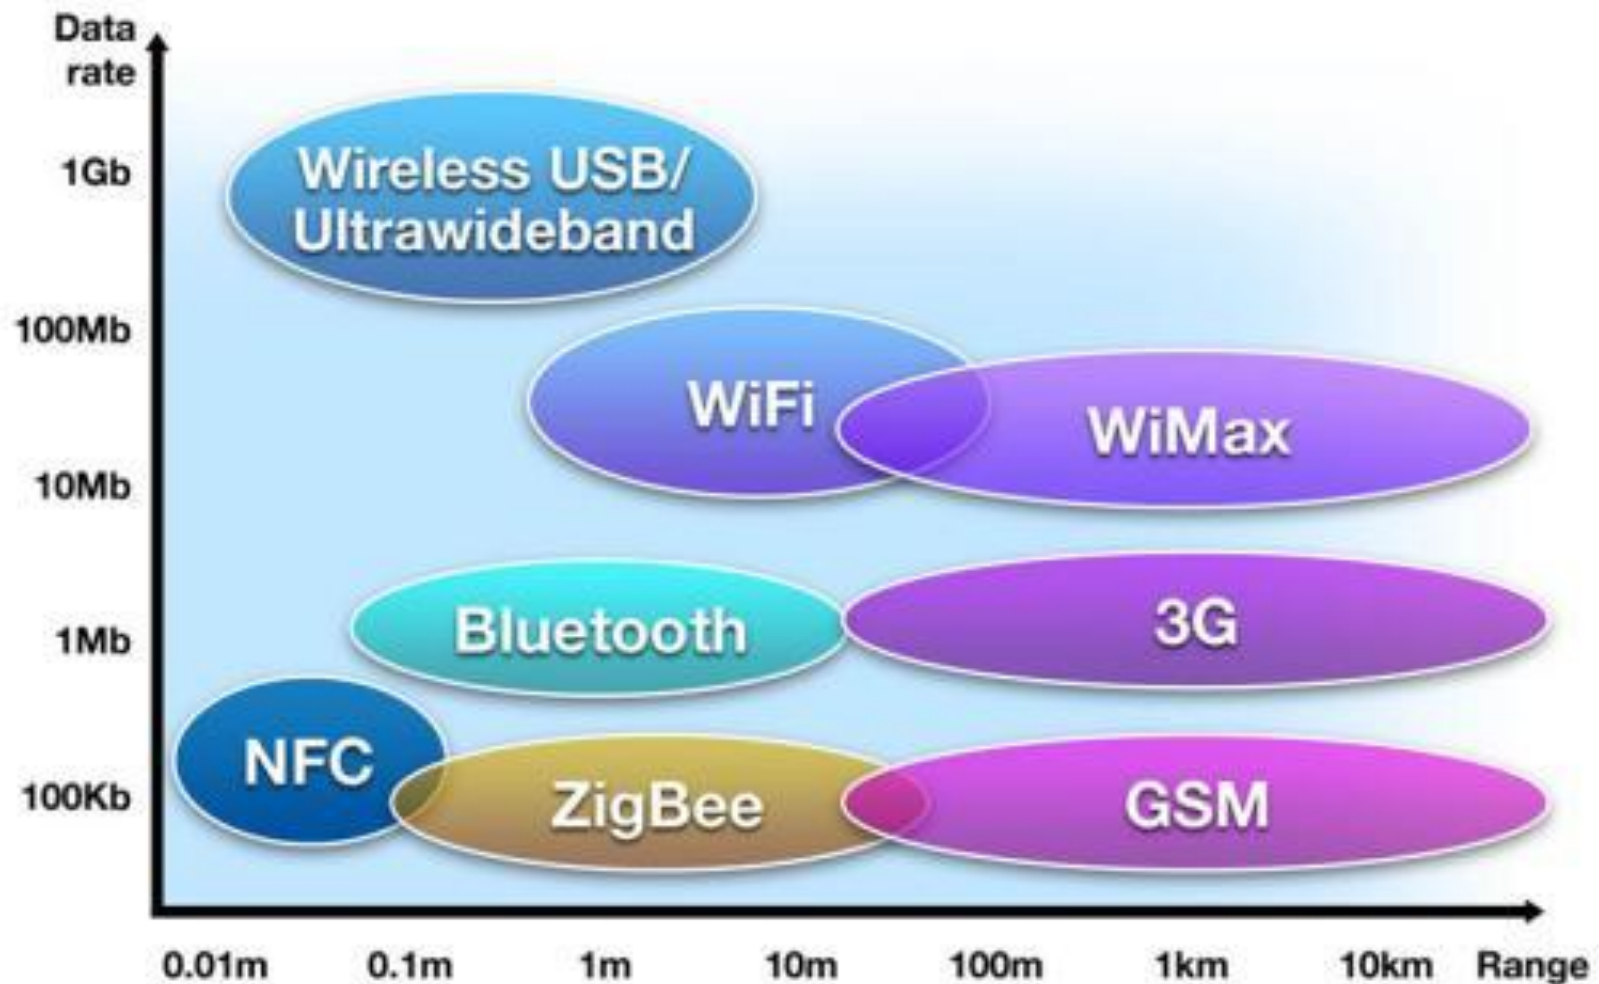 Data
rate
1Gb
Wireless USB/
Ultrawideband
100Mb
WiFi
WiMax
10Mb
Bluetooth
3G
1Mb
NFC
ZigBee
GSM
100Kb
0.01m 0.1m 1m 10m 100m 1km 10km Range